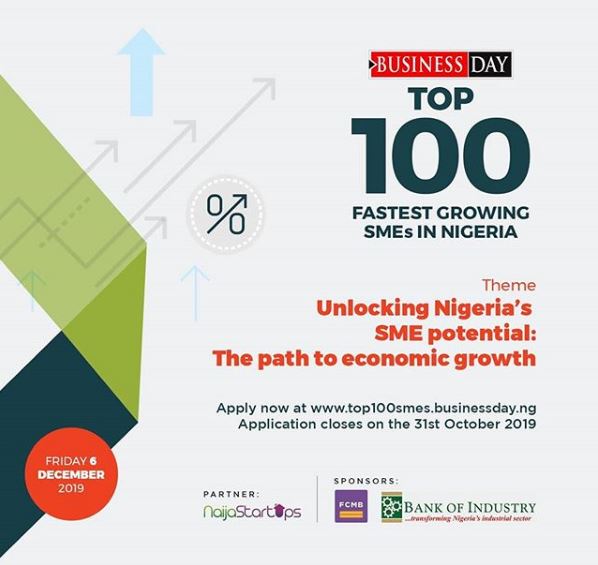 BUSINESS DAY
TOP
100
FASTEST GROWING
SMEs IN NIGERIA
Theme
Unlocking Nigeria's
SME potential:
The path to economic growth
Apply now at www.top100smes.businessday.ng
Application closes on the 31st October 2019
FRIDAY 6
DECEMBER
2019
PARTNER:
NaijaStartUps
SPONSORS:
FCMB
BANK OF INDUSTRY
...transforming Nigeria's industrial sector